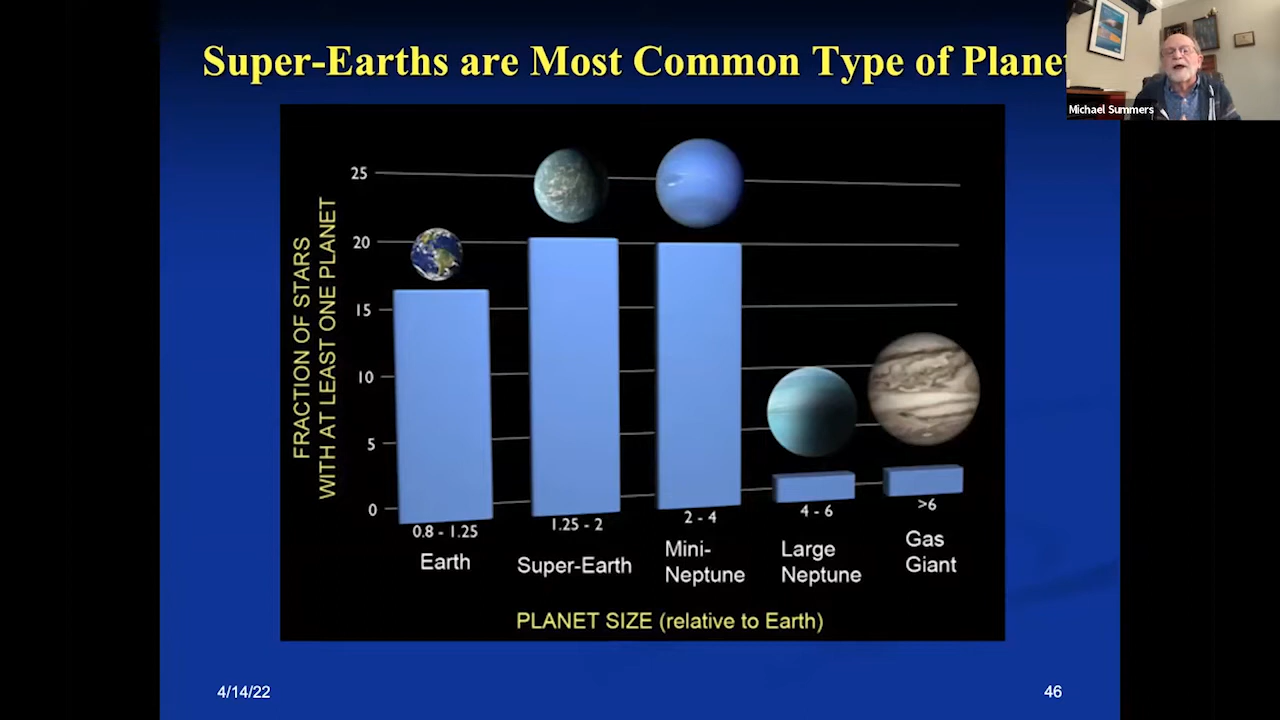 Super-Earths are Most Common Type of Plane
Michael Summers
FRACTION OF STARS
WITH AT LEAST ONE PLANET
25
20
15
10
5
0
0.8 - 1.25
1.25 - 2
2 - 4
4 - 6
>6
Earth
Super-Earth
Mini-
Neptune
Large
Neptune
Gas
Giant
PLANET SIZE (relative to Earth)
4/14/22
46